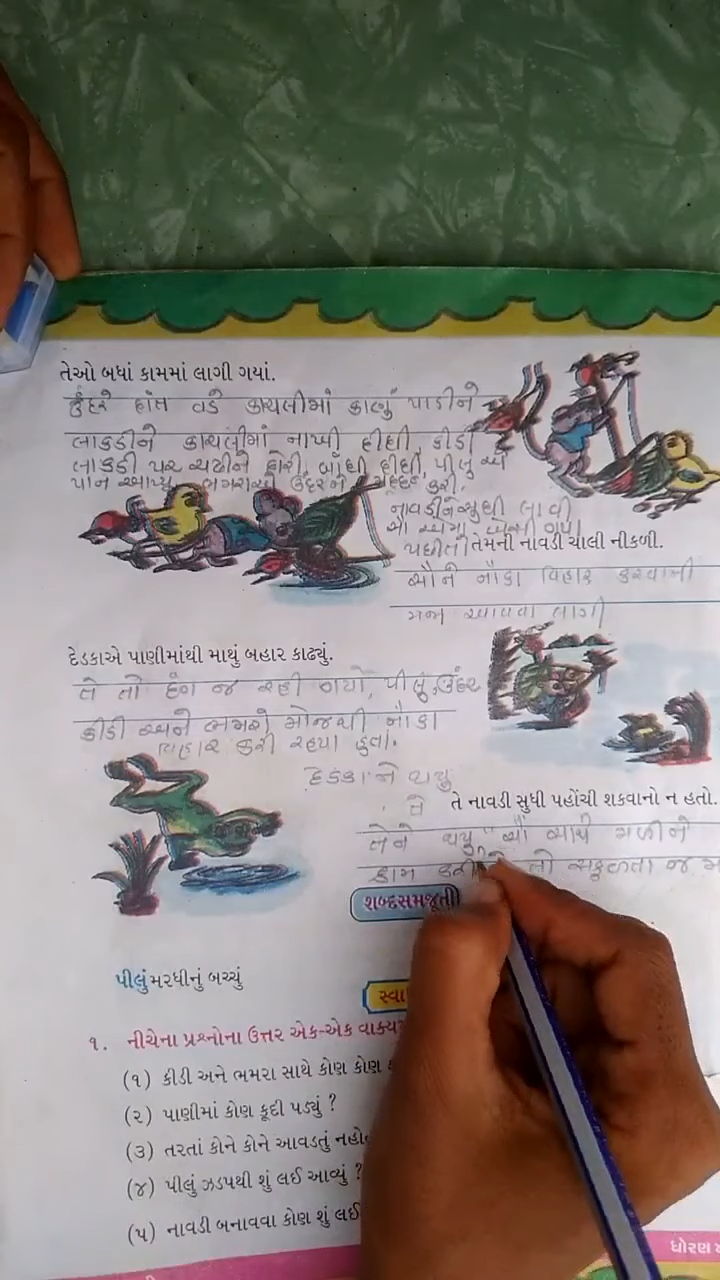 તેઓ બધાં કામમાં લાગી ગયાં.
ઉંદરે દાંત વડે કાચલીમાં કાણું પાડીને
લાકડીને કાચલીમાં નાખી દીધી, કીડી
લાકડી પર ચઢીને દોરી બાંધી દીધી, પીલુ એ
પાન આપ્યુ. ભમરાએ ઉંદરને મદદ કરી.
નાવડીને સુધી લાવી
પછીતો તેમની નાવડી ચાલી નીકળી.
સૌને નૌકા વિહાર કરવાની
મજા આવવા લાગી
દેડકાએ પાણીમાંથી માથું બહાર કાઢ્યું.
તે તો દંગ જ રહી ગયો, પીલુ, ઉંદર
કીડી અને ભમરો મોજથી નૌકા
વિહાર કરી રહયા હતા.
દેડકાને થયુ
તે તે નાવડી સુધી પહોંચી શકવાનો ન હતો.
તેને થયુ, "સૌ સાથે મળીને
કામ તો સફળતા જ
શબ્દસમજૂતી
પીલું મરઘીનું બચ્ચું
સ્વા
૧. નીચેના પ્રશ્નોના ઉત્તર એક-એક
(૧) કીડી અને ભમરા સાથે કોણ કોણ
(૨) પાણીમાં કોણ કૂદી પડ્યું ?
(૩) તરતાં કોને કોને આવડતું
(૪) પીલું ઝડપથી શું લઈ આવ્યું ?
(૫) નાવડી બનાવવા કોણ શું લઈ
ધોરણ